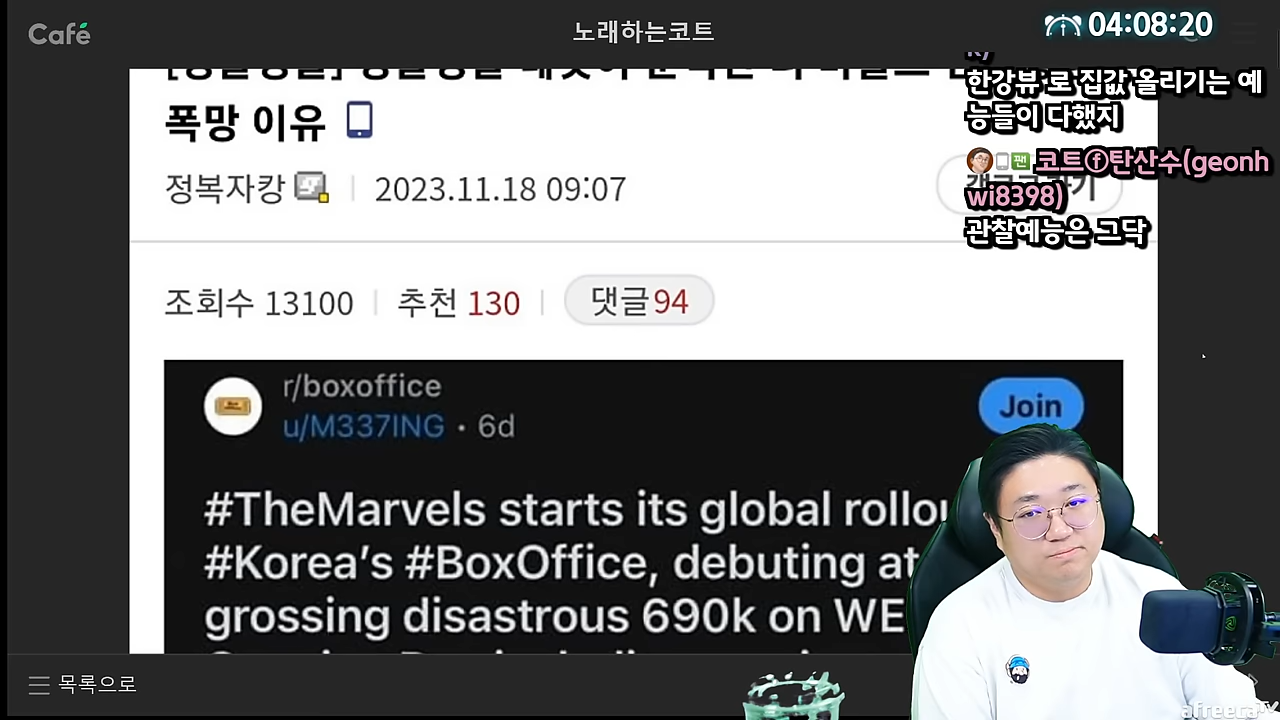 Café
노래하는코트
04:08:20
폭망 이유
정복자캉
2023.11.18 09:07
조회수 13100
추천 130
댓글 94
r/boxoffice
u/M337ING · 6d
Join
#TheMarvels starts its global rollou
#Korea's #BoxOffice, debuting at
grossing disastrous 690k on WE
목록으로
한강뷰 로 집값 올리기는 예
능들이 다했지
팬 코트ⓕ탄산수(geonh
wi8398)
관찰예능은 그닥
afreecaTV